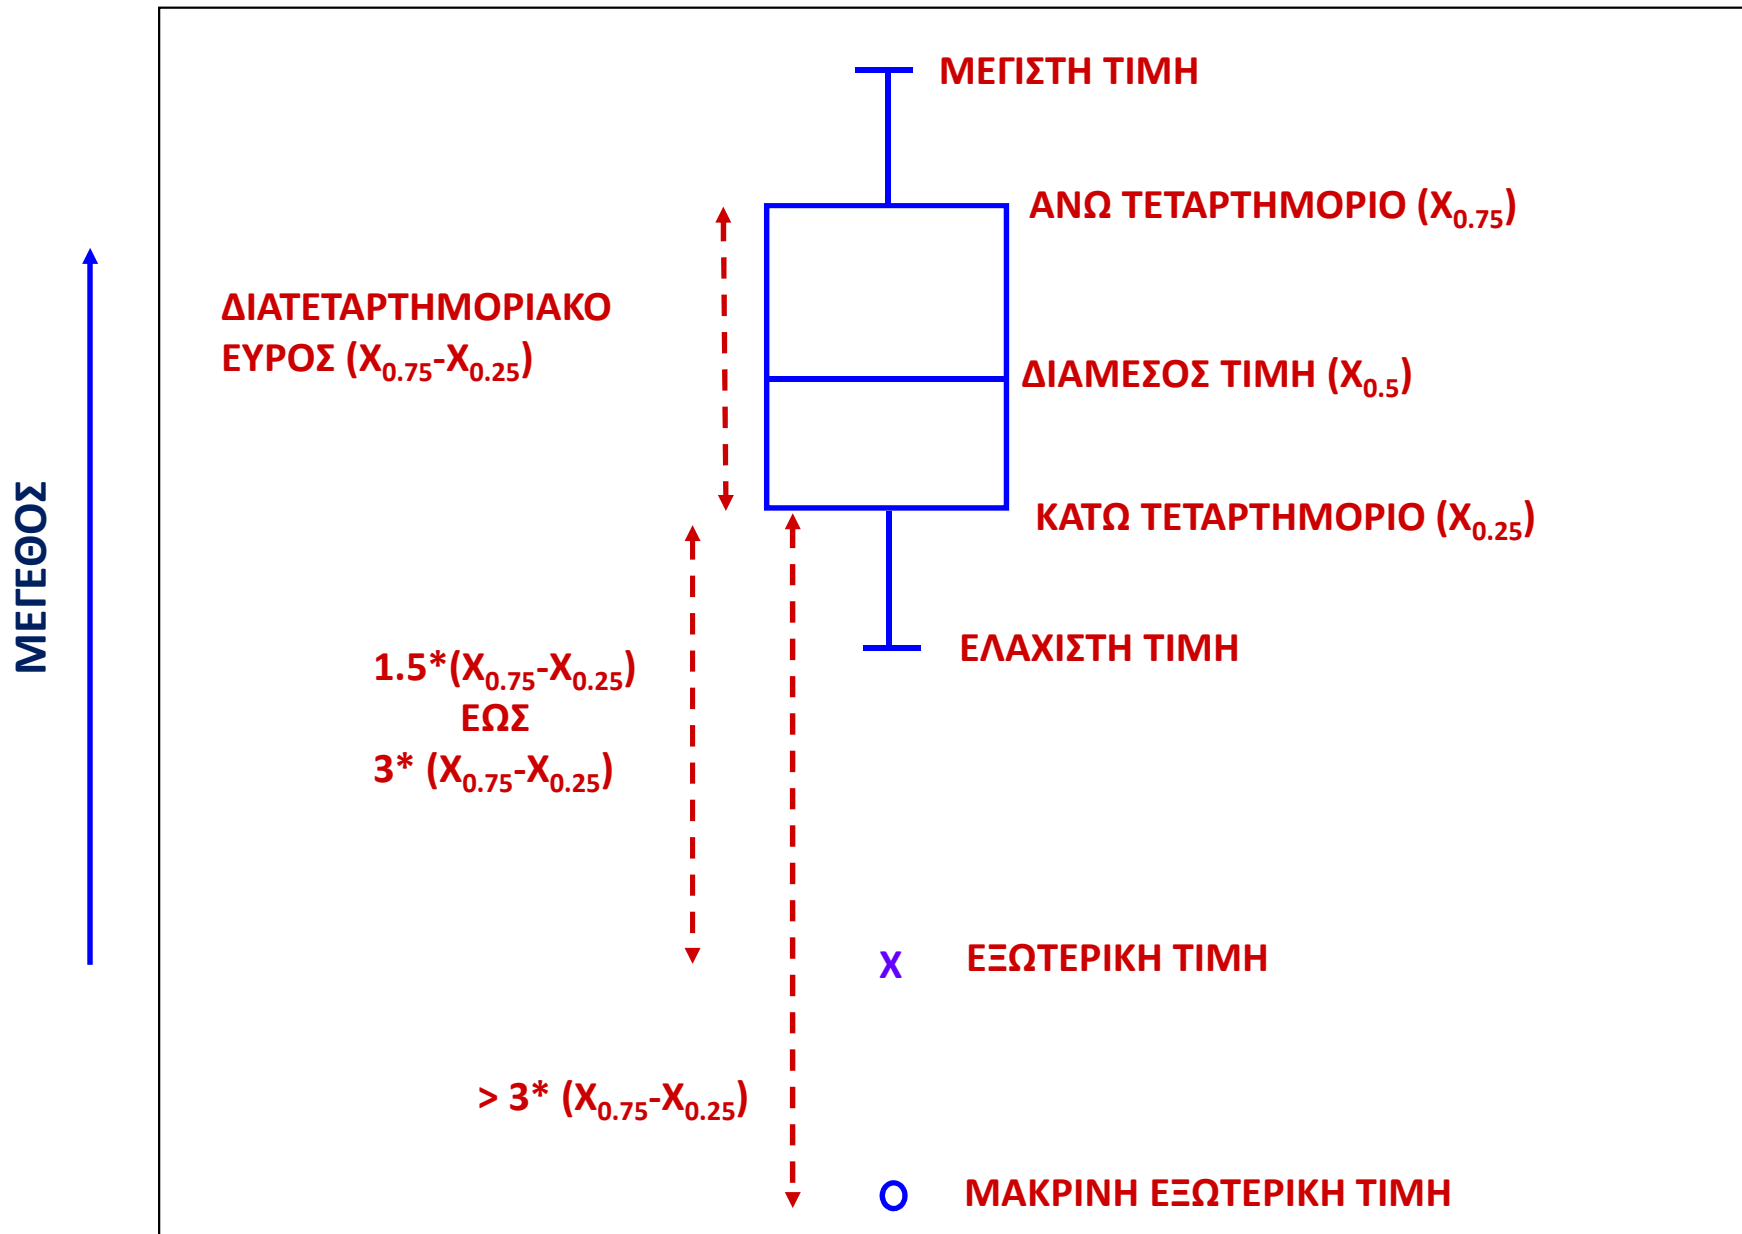 ΜΕΓΙΣΤΗ ΤΙΜΗ
ΑΝΩ ΤΕΤΑΡΤΗΜΟΡΙΟ (X0.75)
ΔΙΑΤΕΤΑΡΤΗΜΟΡΙΑΚΟ
ΕΥΡΟΣ (X0.75-X0.25)
ΔΙΑΜΕΣΟΣ ΤΙΜΗ (X0.5)
ΚΑΤΩ ΤΕΤΑΡΤΗΜΟΡΙΟ (X0.25)
ΜΕΓΕΘΟΣ
ΕΛΑΧΙΣΤΗ ΤΙΜΗ
1.5*(X0.75-X0.25)
ΕΩΣ
3* (X0.75-X0.25)
X
ΕΞΩΤΕΡΙΚΗ ΤΙΜΗ
> 3* (X0.75-X0.25)
ΜΑΚΡΙΝΗ ΕΞΩΤΕΡΙΚΗ ΤΙΜΗ